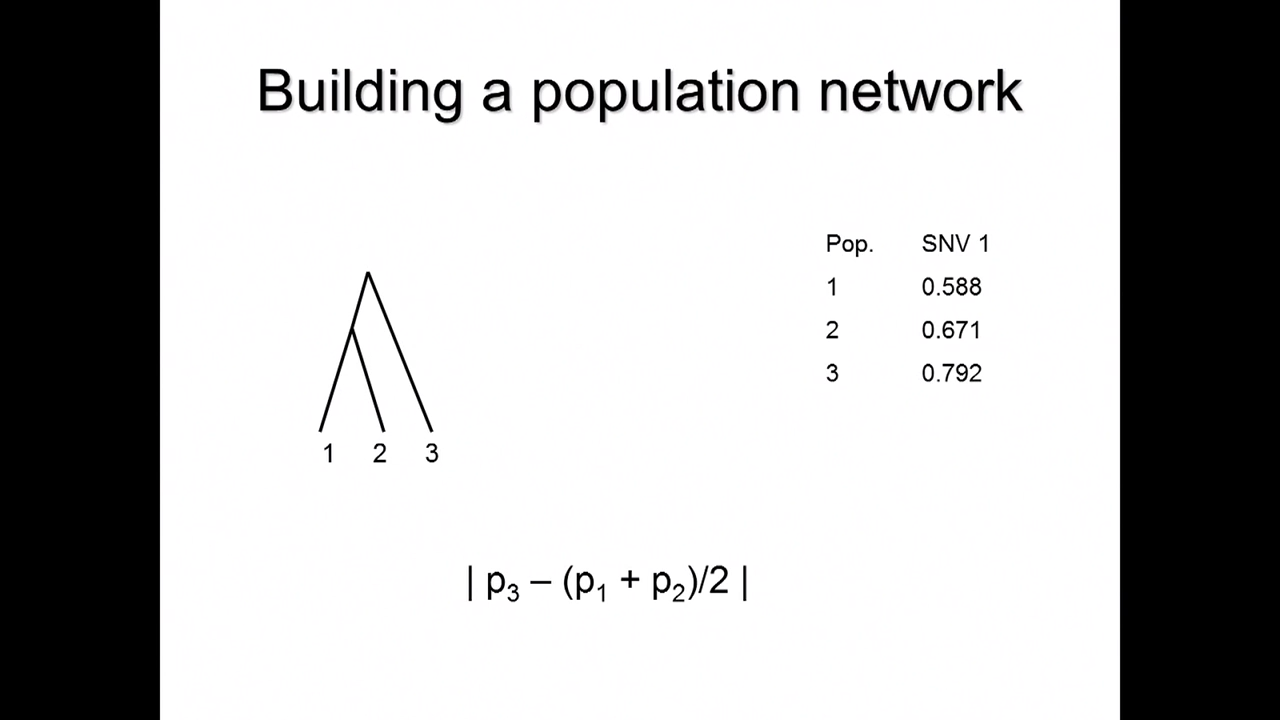 Building a population network
Pop. SNV 1
1 0.588
2 0.671
3 0.792
1 2 3
| p₃ – (p₁ + p₂)/2 |